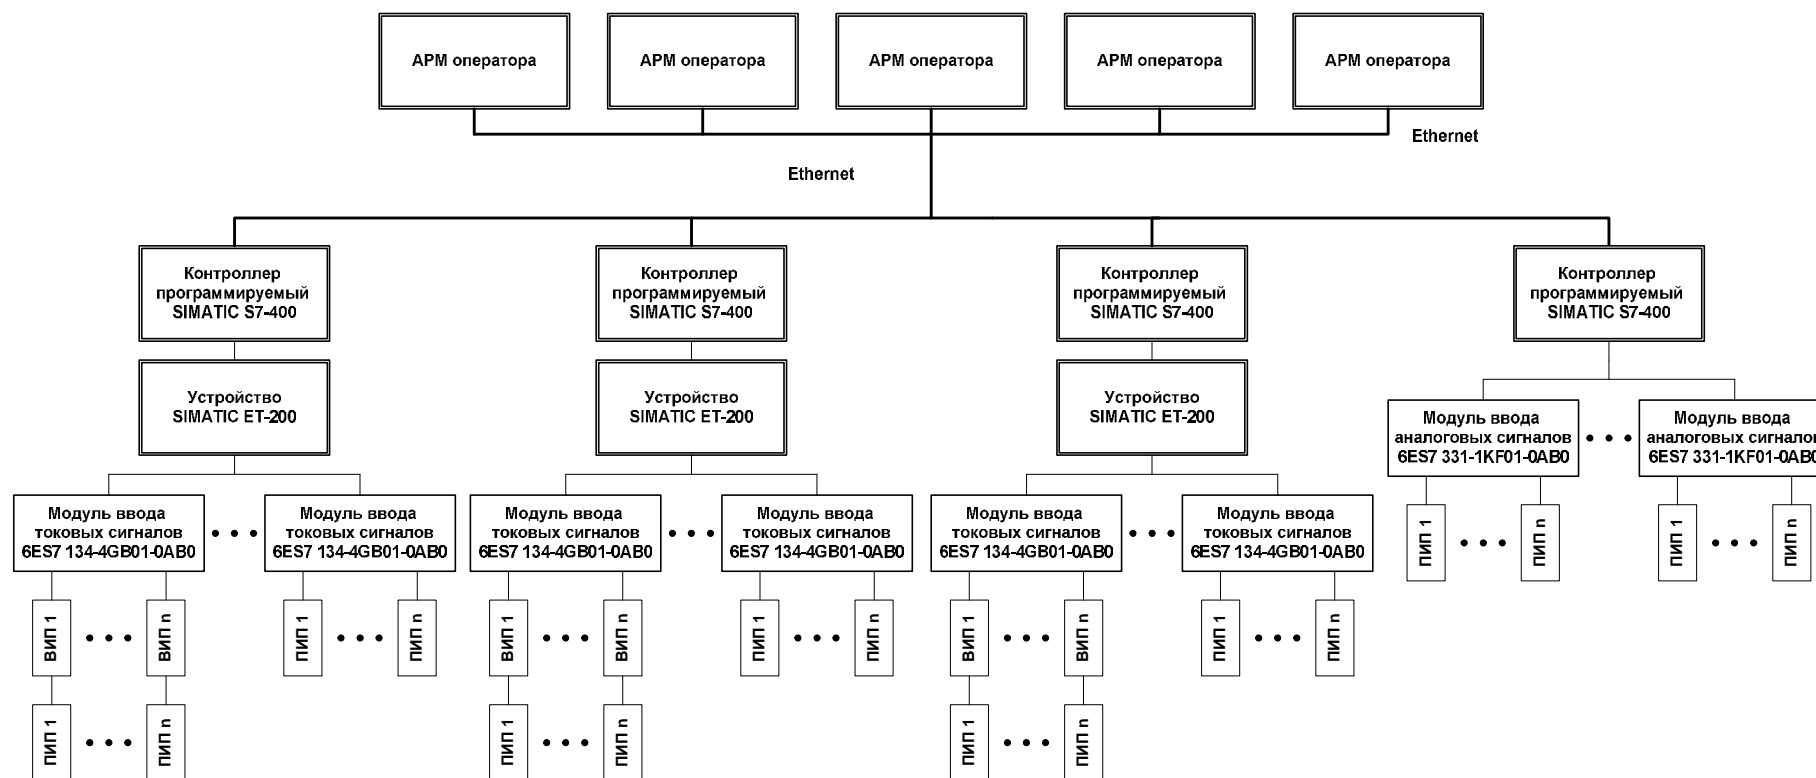 АРМ оператора
АРМ оператора
АРМ оператора
АРМ оператора
АРМ оператора
Ethernet
Ethernet
Контроллер
программируемый
SIMATIC S7-400
Контроллер
программируемый
SIMATIC S7-400
Контроллер
программируемый
SIMATIC S7-400
Контроллер
программируемый
SIMATIC S7-400
Устройство
SIMATIC ET-200
Устройство
SIMATIC ET-200
Устройство
SIMATIC ET-200
Модуль ввода
аналоговых сигналов
6ES7 331-1KF01-0AB0
Модуль ввода
аналоговых сигналов
6ES7 331-1KF01-0AB0
Модуль ввода
токовых сигналов
6ES7 134-4GB01-0AB0
Модуль ввода
токовых сигналов
6ES7 134-4GB01-0AB0
Модуль ввода
токовых сигналов
6ES7 134-4GB01-0AB0
Модуль ввода
токовых сигналов
6ES7 134-4GB01-0AB0
Модуль ввода
токовых сигналов
6ES7 134-4GB01-0AB0
Модуль ввода
токовых сигналов
6ES7 134-4GB01-0AB0
ПИП 1
ПИП n
ПИП 1
ПИП n
ВИП 1
ВИП n
ПИП 1
ПИП n
ВИП 1
ВИП n
ПИП 1
ПИП n
ВИП 1
ВИП n
ПИП 1
ПИП n
ПИП 1
ПИП n
ПИП 1
ПИП n
ПИП 1
ПИП n